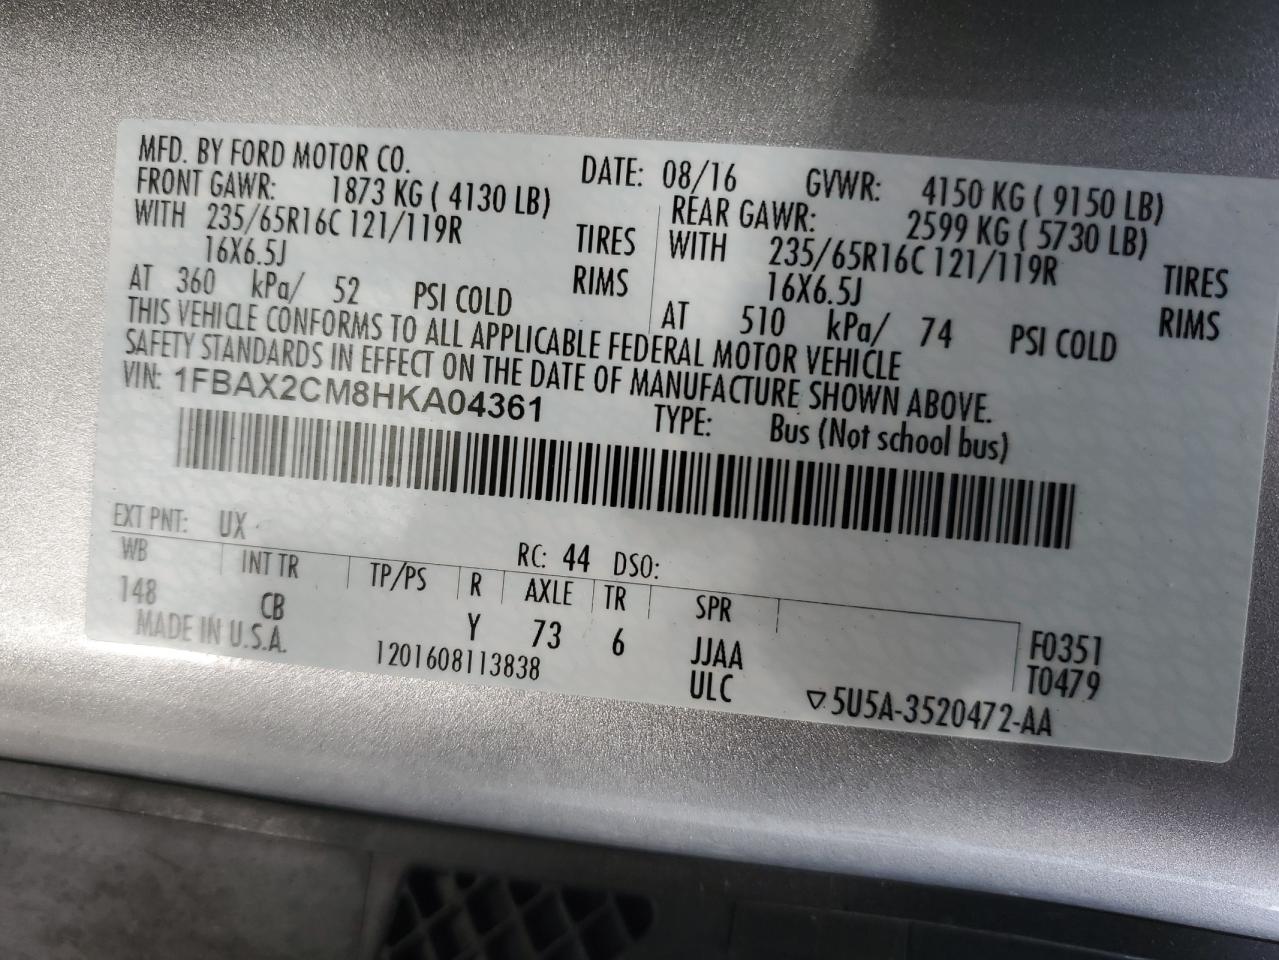 MFD. BY FORD MOTOR CO. DATE: 08/16 GVWR: 4150 KG ( 9150 LB)
FRONT GAWR: 1873 KG ( 4130 LB) REAR GAWR: 2599 KG ( 5730 LB)
WITH 235/65R16C 121/119R TIRES WITH 235/65R16C 121/119R TIRES
16X6.5J RIMS 16X6.5J RIMS
AT 360 kPa/ 52 PSI COLD AT 510 kPa/ 74 PSI COLD
THIS VEHICLE CONFORMS TO ALL APPLICABLE FEDERAL MOTOR VEHICLE
SAFETY STANDARDS IN EFFECT ON THE DATE OF MANUFACTURE SHOWN ABOVE.
VIN: 1FBAX2CM8HKA04361 TYPE: Bus (Not school bus)
EXT PNT: UX RC: 44 DSO:
WB INT TR TP/PS R AXLE TR SPR
148 CB Y 73 6 JJAA F0351
MADE IN U.S.A. 1201608113838 ULC T0479
▽5U5A-3520472-AA